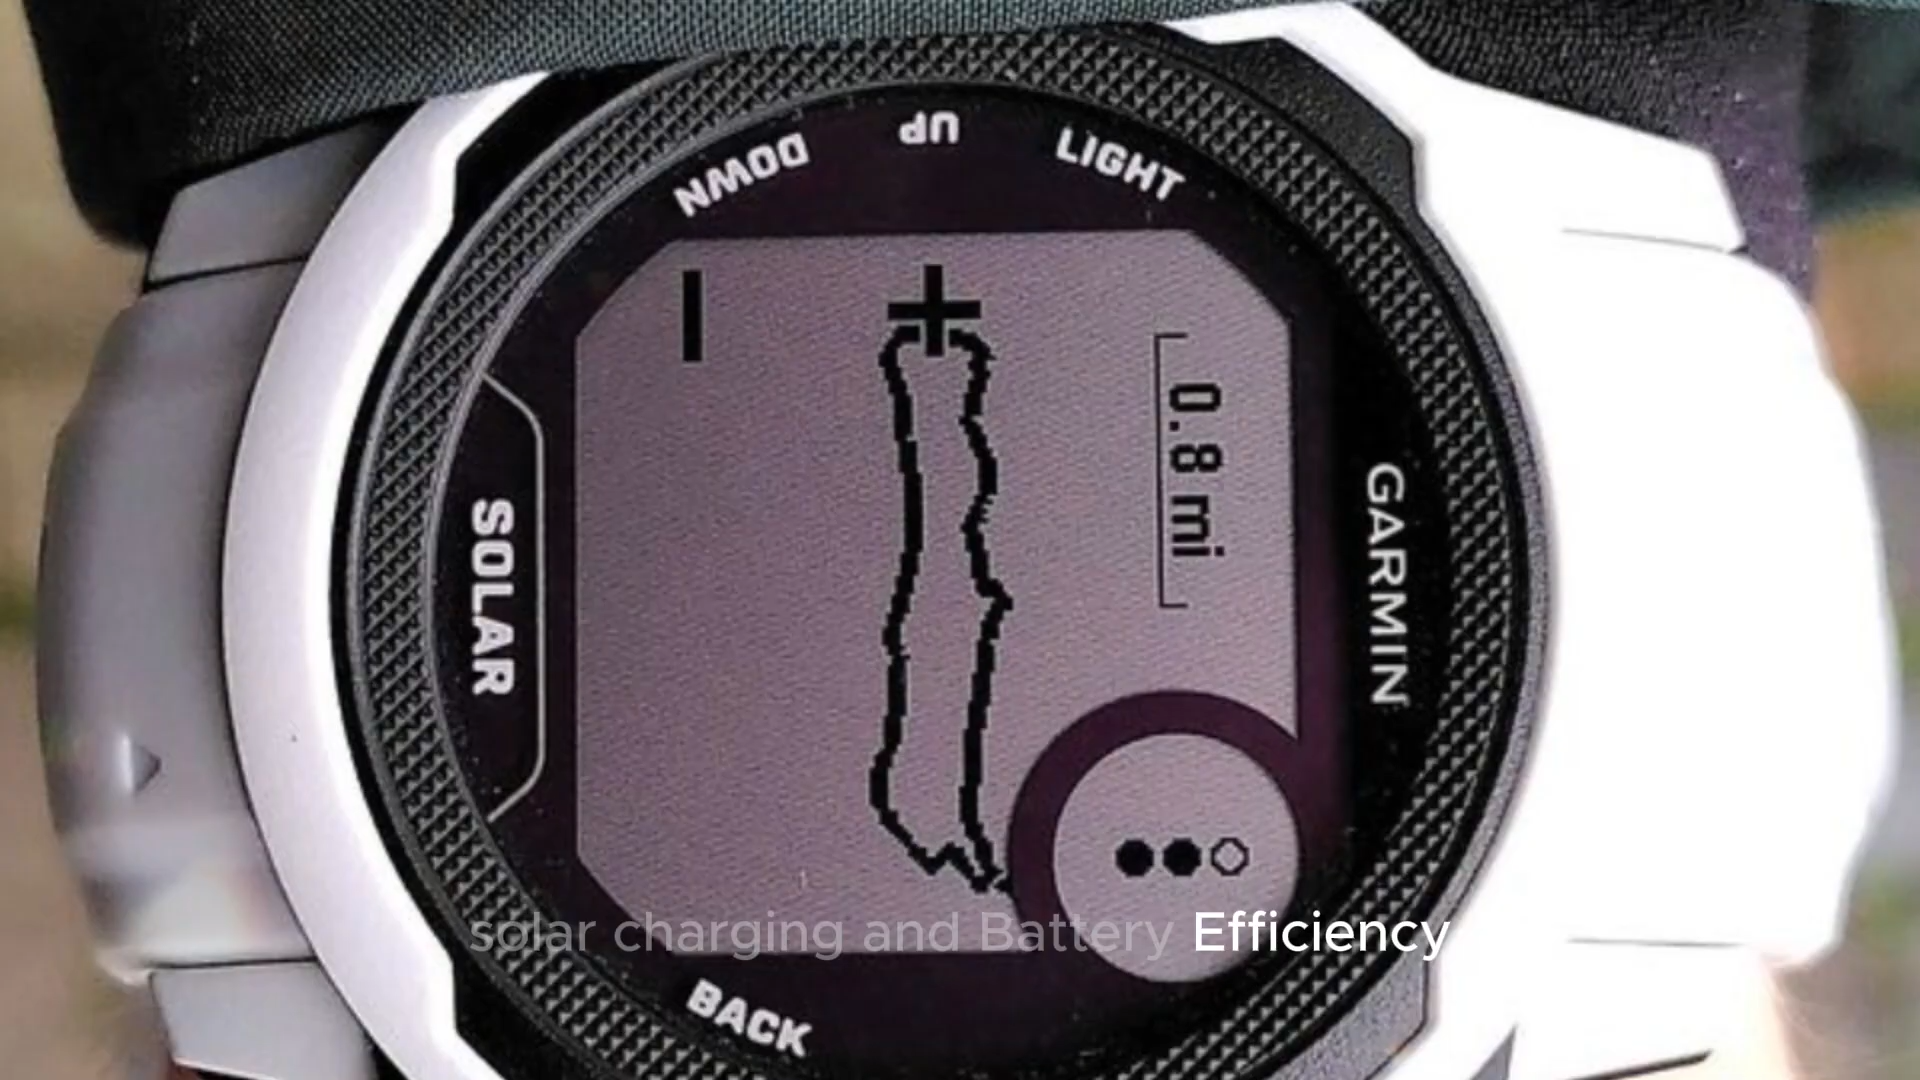 LIGHT
UP
DOWN
0.8 mi
GARMIN
SOLAR
BACK
solar charging and Battery Efficiency